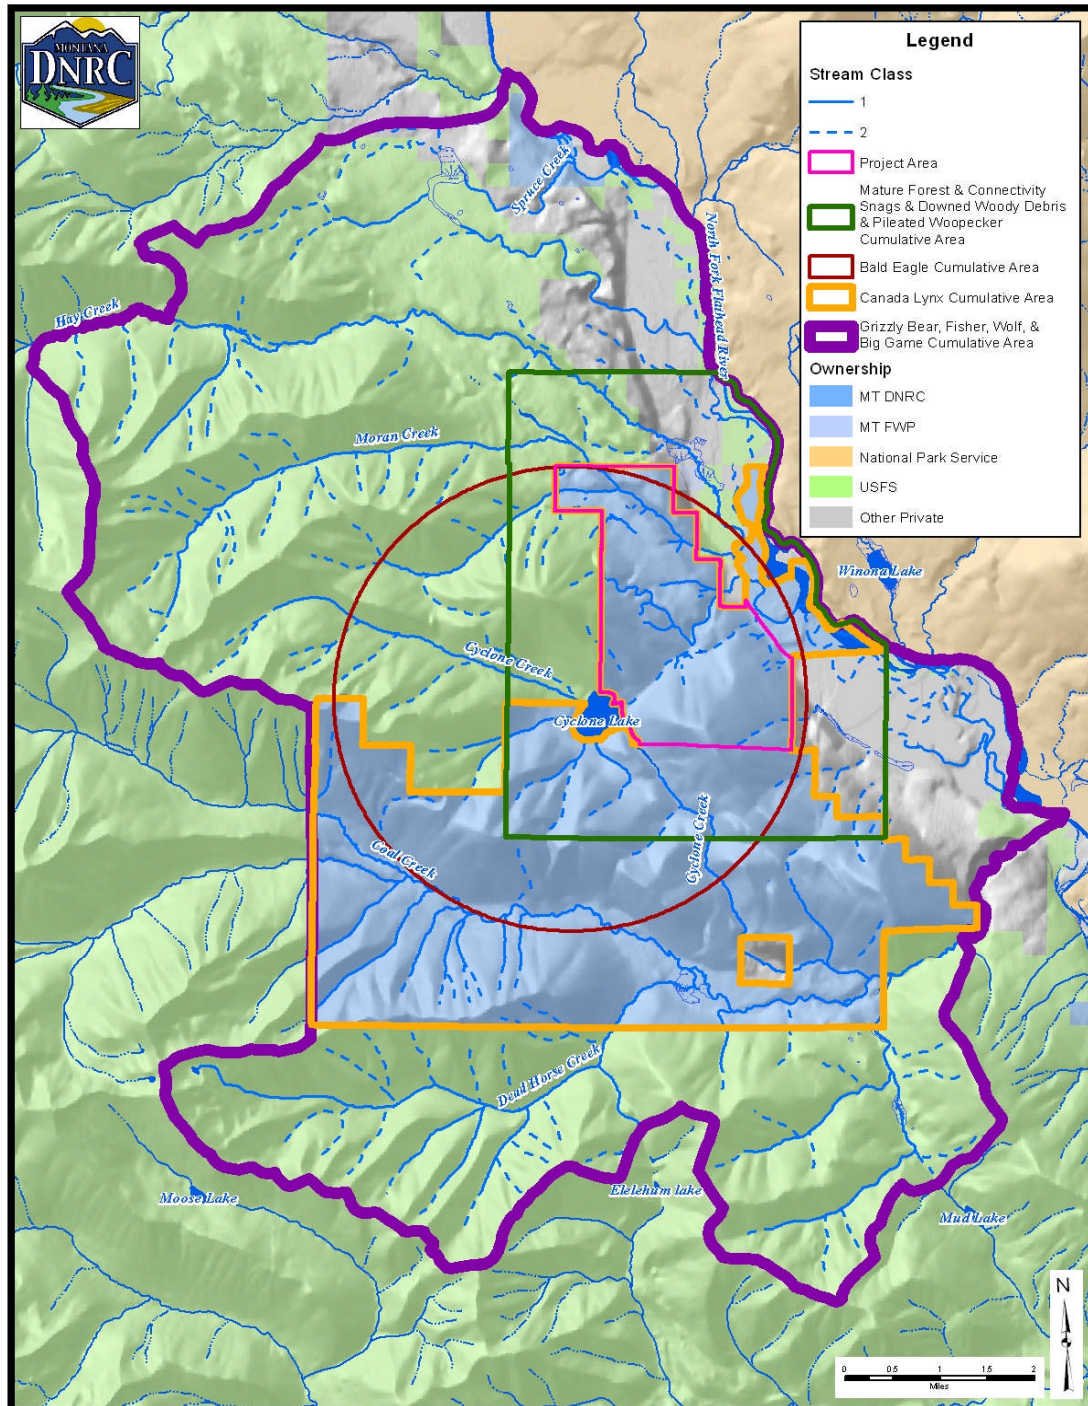 MONTANA
DNRC
Legend
Stream Class
1
2
Project Area
Mature Forest & Connectivity
Snags & Downed Woody Debris
& Pileated Woopecker
Cumulative Area
Bald Eagle Cumulative Area
Canada Lynx Cumulative Area
Grizzly Bear, Fisher, Wolf, &
Big Game Cumulative Area
Ownership
MT DNRC
MT FWP
National Park Service
USFS
Other Private
Spruce Creek
North Fork Flathead River
Hay Creek
Moran Creek
Winona Lake
Cyclone Creek
Cyclone Lake
Cyclone Creek
Coal Creek
Dead Horse Creek
Moose Lake
Elelehum lake
Mud Lake
N
0 0.5 1 1.5 2
Miles